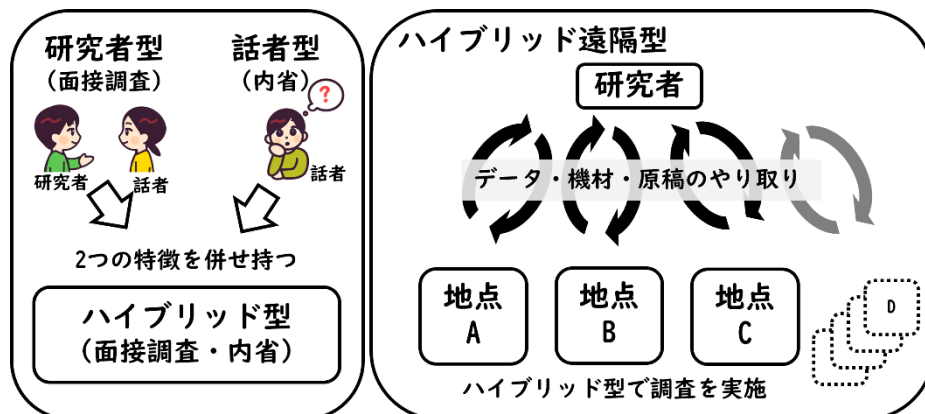 研究者型
(面接調査)
話者型
(内省)
?
研究者
話者
話者
2つの特徴を併せ持つ
ハイブリッド型
(面接調査・内省)
ハイブリッド遠隔型
研究者
データ・機材・原稿のやり取り
地点
A
地点
B
地点
C
D
ハイブリッド型で調査を実施